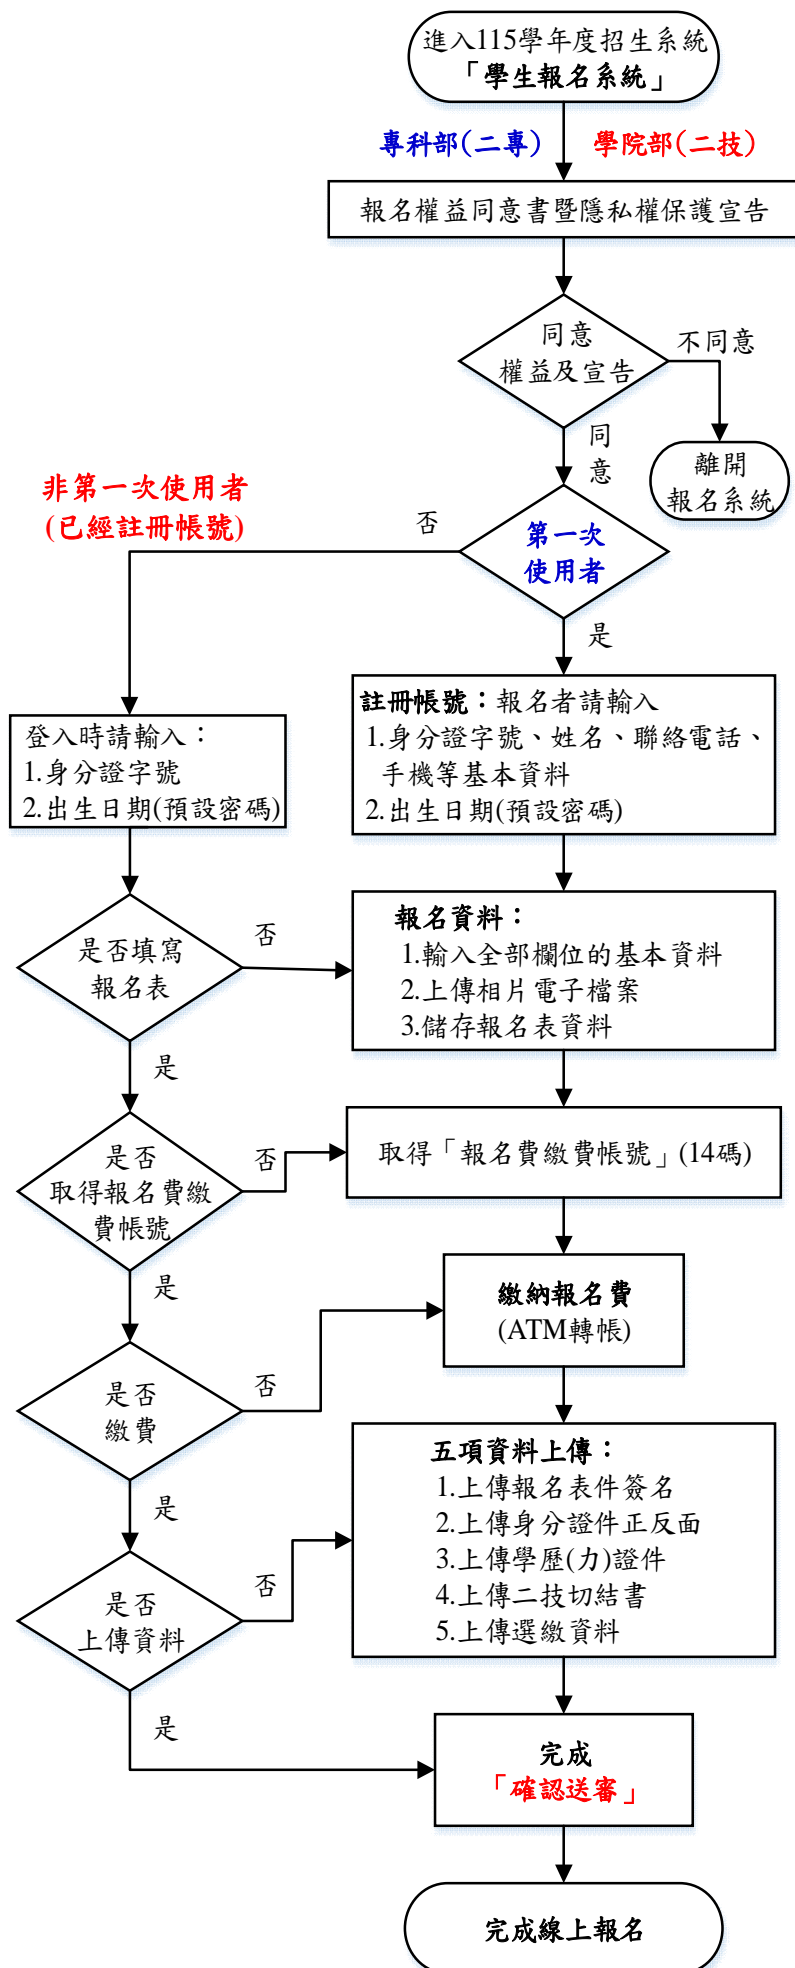 進入115學年度招生系統
「學生報名系統」
專科部(二專)
學院部(二技)
報名權益同意書暨隱私權保護宣告
同意
權益及宣告
不同意
離開
報名系統
同
意
第一次
使用者
否
非第一次使用者
(已經註冊帳號)
是
註冊帳號：報名者請輸入
1.身分證字號、姓名、聯絡電話、
手機等基本資料
2.出生日期(預設密碼)
登入時請輸入：
1.身分證字號
2.出生日期(預設密碼)
是否填寫
報名表
否
報名資料：
1.輸入全部欄位的基本資料
2.上傳相片電子檔案
3.儲存報名表資料
是
是否
取得報名費繳
費帳號
否
取得「報名費繳費帳號」(14碼)
是
繳納報名費
(ATM轉帳)
是否
繳費
否
是
五項資料上傳：
1.上傳報名表件簽名
2.上傳身分證件正反面
3.上傳學歷(力)證件
4.上傳二技切結書
5.上傳選繳資料
是否
上傳資料
否
是
完成
「確認送審」
完成線上報名